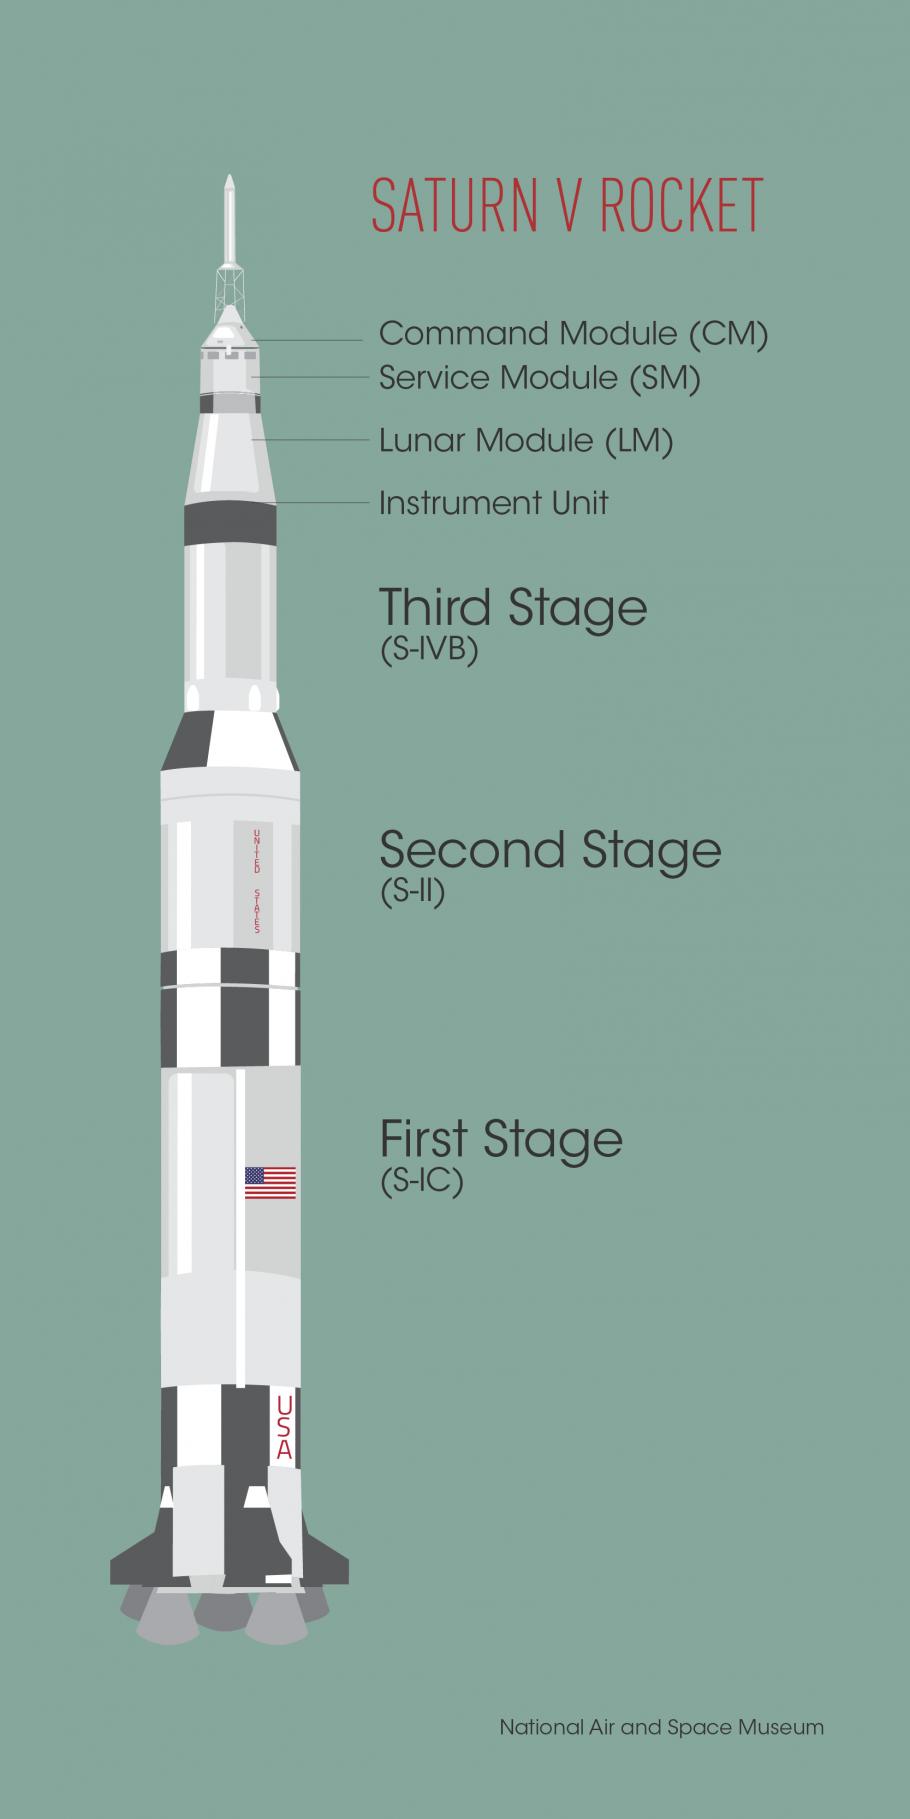 SATURN V ROCKET
Command Module (CM)
Service Module (SM)
Lunar Module (LM)
Instrument Unit
Third Stage
(S-IVB)
Second Stage
(S-II)
UNITED STATES
First Stage
(S-IC)
USA
National Air and Space Museum